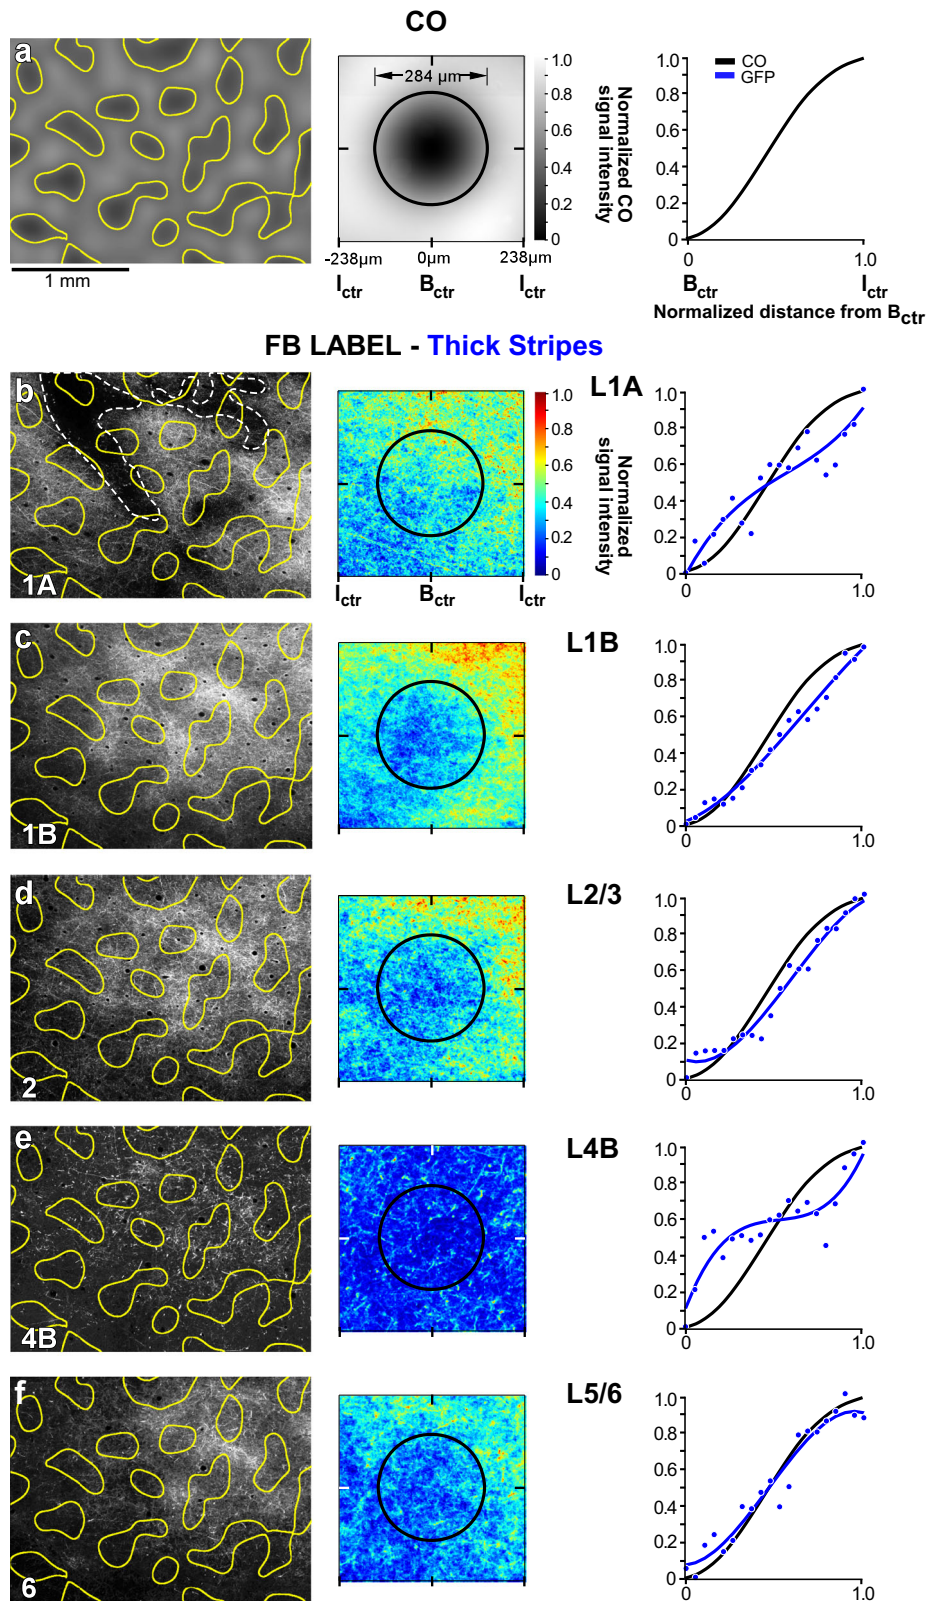 CO
a
1 mm
284 µm
-238µm 0µm 238µm
Ictr Bctr Ictr
1.0
0.8
0.6
0.4
0.2
0
Normalized CO
signal intensity
CO
GFP
1.0
0.8
0.6
0.4
0.2
0
0 1.0
Bctr Ictr
Normalized distance from Bctr
FB LABEL - Thick Stripes
b
1A
Ictr Bctr Ictr
1.0
0.8
0.6
0.4
0.2
0
Normalized
signal intensity
L1A
1.0
0.8
0.6
0.4
0.2
0
0 1.0
c
1B
L1B
1.0
0.8
0.6
0.4
0.2
0
0 1.0
d
2
L2/3
1.0
0.8
0.6
0.4
0.2
0
0 1.0
e
4B
L4B
1.0
0.8
0.6
0.4
0.2
0
0 1.0
f
6
L5/6
1.0
0.8
0.6
0.4
0.2
0
0 1.0